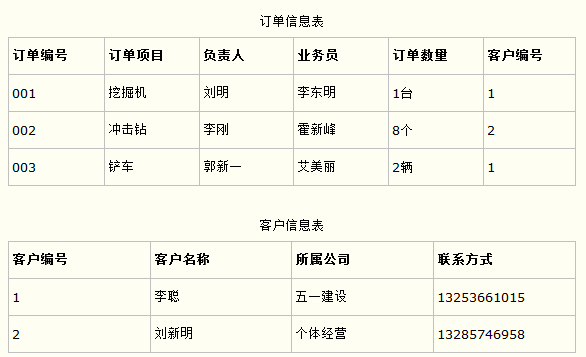 订单信息表
订单编号 订单项目 负责人 业务员 订单数量 客户编号
001 挖掘机 刘明 李东明 1台 1
002 冲击钻 李刚 霍新峰 8个 2
003 铲车 郭新一 艾美丽 2辆 1
客户信息表
客户编号 客户名称 所属公司 联系方式
1 李聪 五一建设 13253661015
2 刘新明 个体经营 13285746958